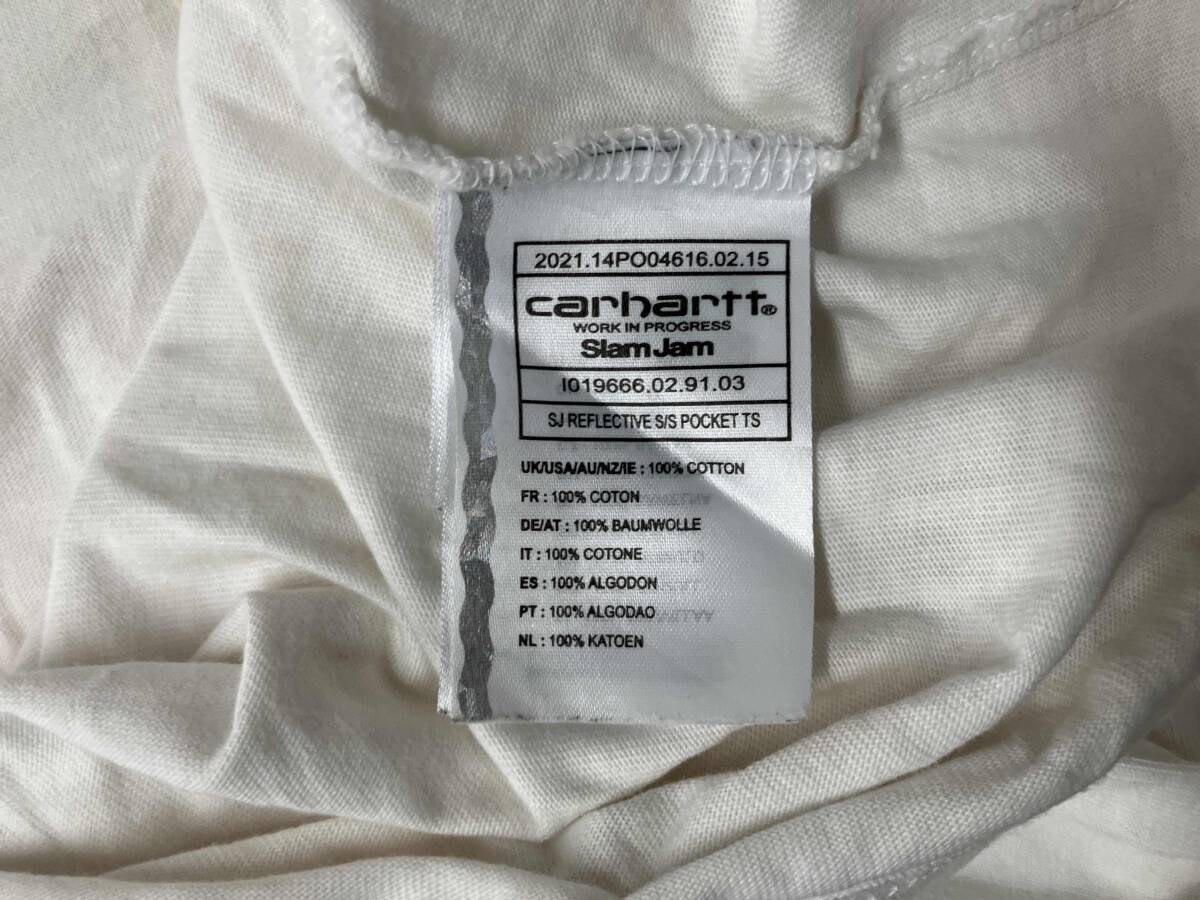 2021.14PO04616.02.15
carhartt®
WORK IN PROGRESS
Slam Jam
I019666.02.91.03
SJ REFLECTIVE S/S POCKET TS
UK/USA/AU/NZ/IE : 100% COTTON
FR : 100% COTON
DE/AT : 100% BAUMWOLLE
IT : 100% COTONE
ES : 100% ALGODON
PT : 100% ALGODAO
NL : 100% KATOEN